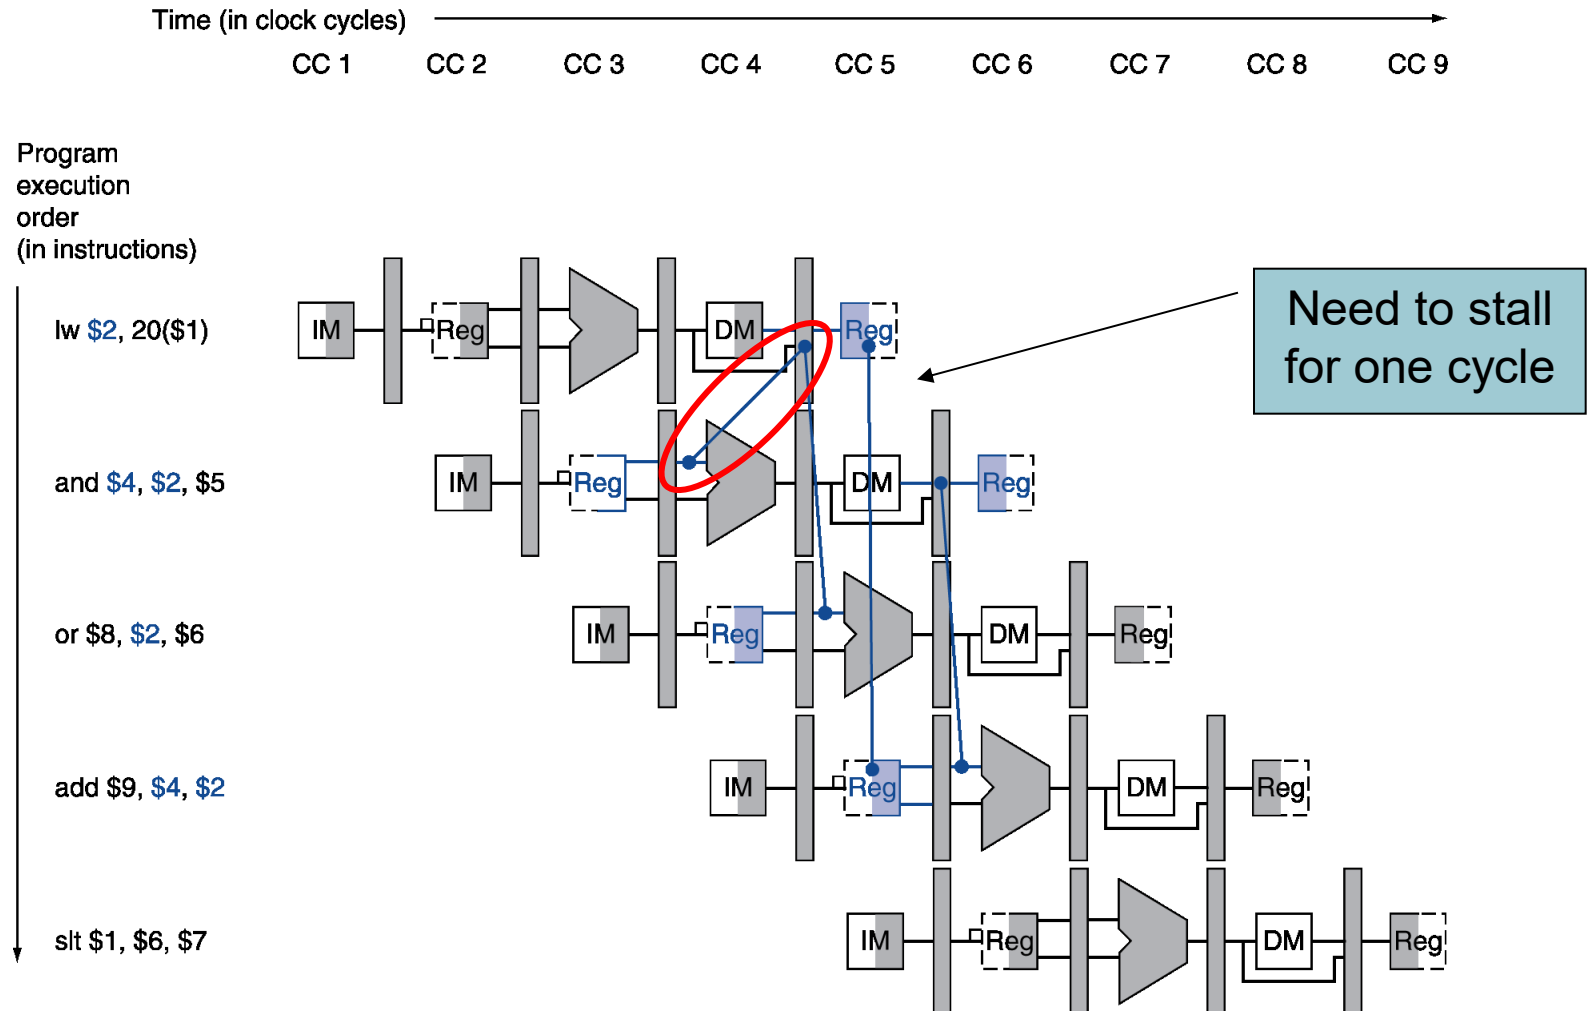 Time (in clock cycles)
CC 1 CC 2 CC 3 CC 4 CC 5 CC 6 CC 7 CC 8 CC 9
Program
execution
order
(in instructions)
Need to stall
for one cycle
lw $2, 20($1) IM Reg DM Reg
and $4, $2, $5 IM Reg DM Reg
or $8, $2, $6 IM Reg DM Reg
add $9, $4, $2 IM Reg DM Reg
slt $1, $6, $7 IM Reg DM Reg